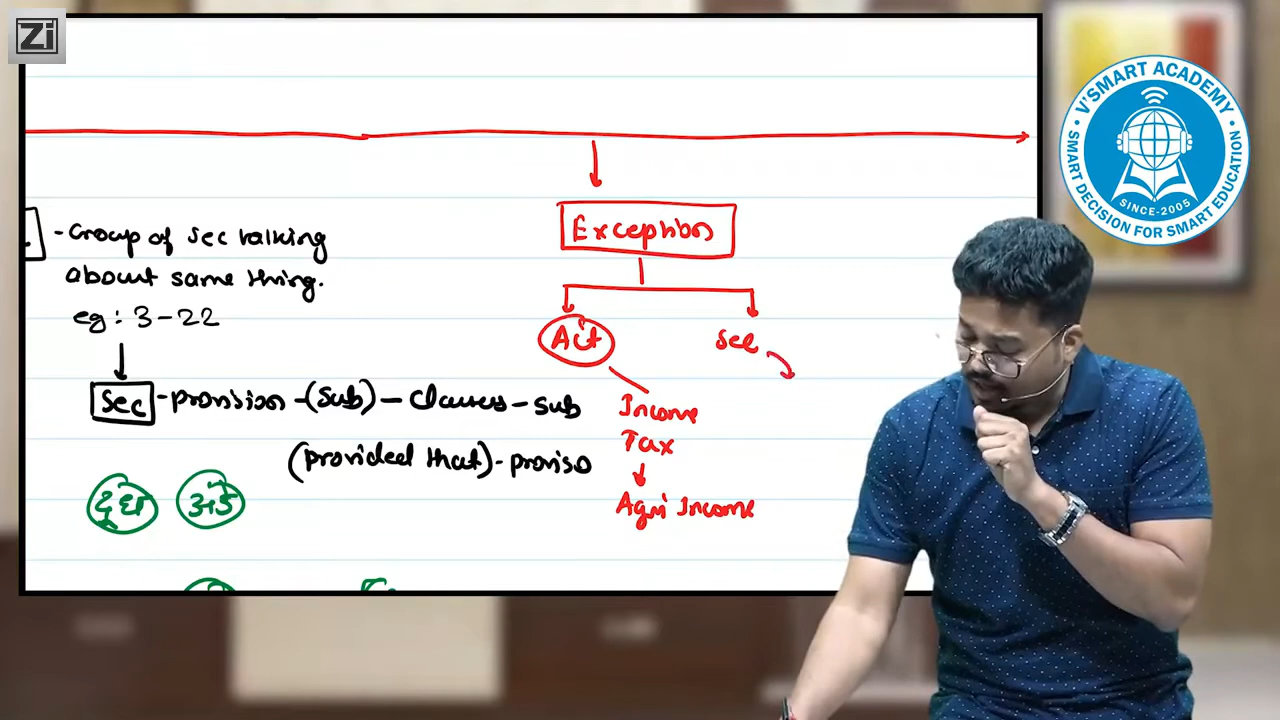 Zi
V'SMART ACADEMY
SINCE-2005
SMART DECISION FOR SMART EDUCATION
Exception
- Group of Sec talking
about same thing.
eg : 3-22
Act
Sec
Sec - provision - (sub) - clauses - sub
(provided that) - proviso
Income
Tax
Agri Income
दूध